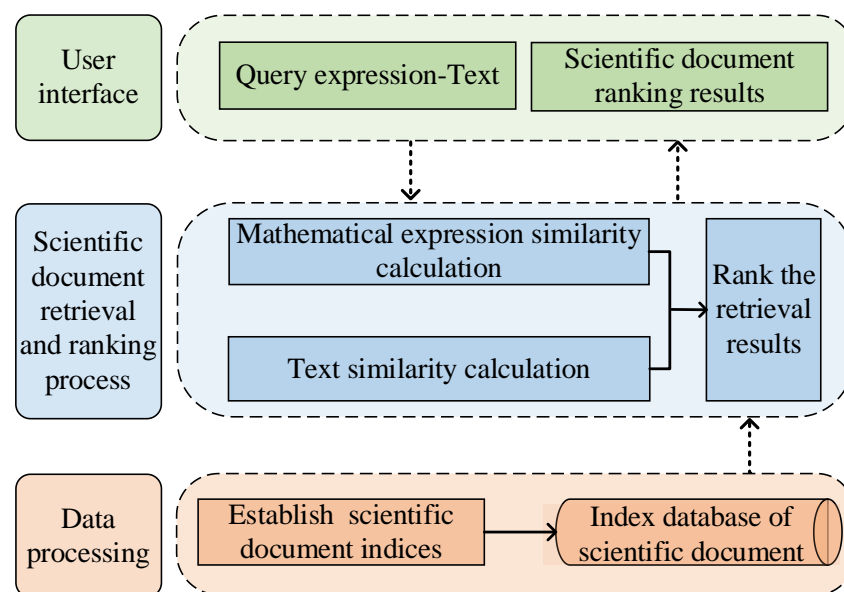 User
interface
Query expression-Text
Scientific document
ranking results
Scientific
document
retrieval
and ranking
process
Mathematical expression similarity
calculation
Text similarity calculation
Rank the
retrieval
results
Data
processing
Establish scientific
document indices
Index database of
scientific document